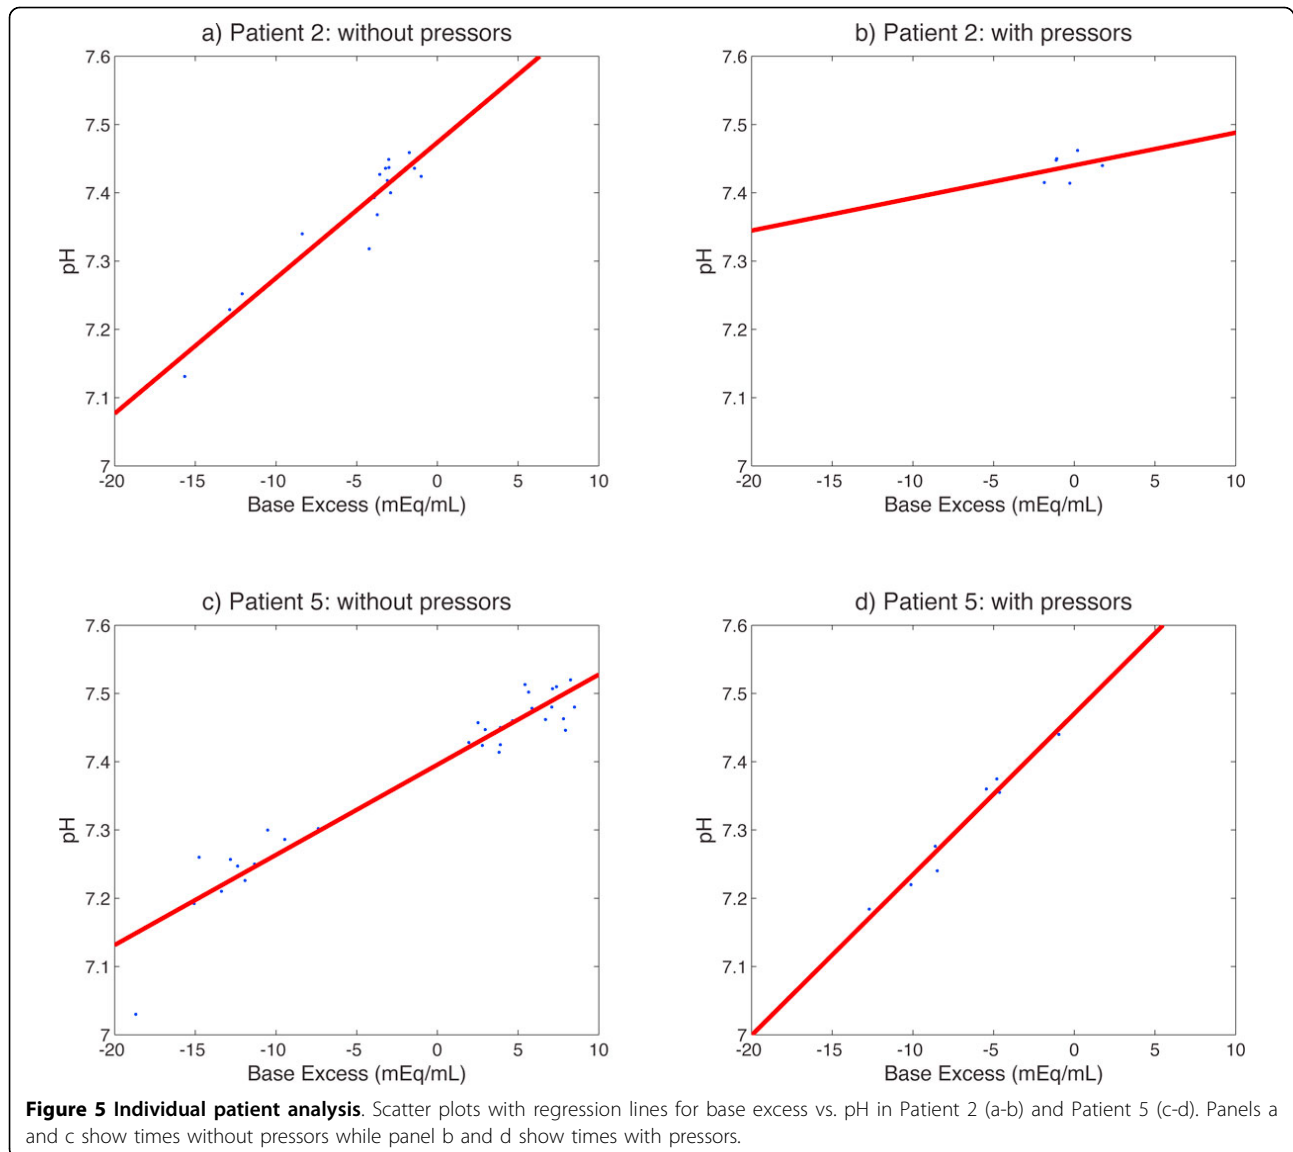 a) Patient 2: without pressors
7.6
7.5
7.4
7.3
7.2
7.1
7
pH
-20 -15 -10 -5 0 5 10
Base Excess (mEq/mL)
b) Patient 2: with pressors
7.6
7.5
7.4
7.3
7.2
7.1
7
pH
-20 -15 -10 -5 0 5 10
Base Excess (mEq/mL)
c) Patient 5: without pressors
7.6
7.5
7.4
7.3
7.2
7.1
7
pH
-20 -15 -10 -5 0 5 10
Base Excess (mEq/mL)
d) Patient 5: with pressors
7.6
7.5
7.4
7.3
7.2
7.1
7
pH
-20 -15 -10 -5 0 5 10
Base Excess (mEq/mL)
Figure 5 Individual patient analysis. Scatter plots with regression lines for base excess vs. pH in Patient 2 (a-b) and Patient 5 (c-d). Panels a
and c show times without pressors while panel b and d show times with pressors.